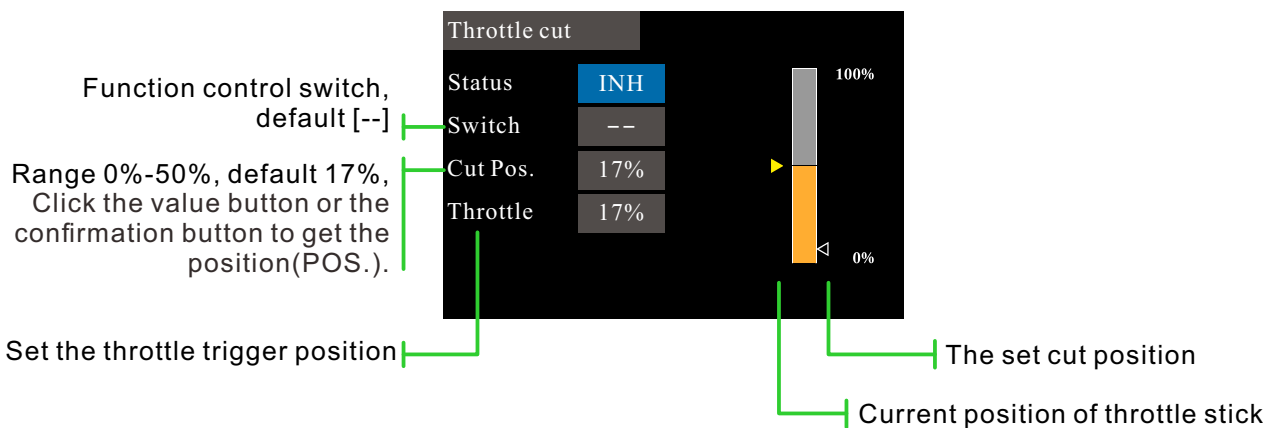 Throttle cut
Status INH
Switch --
Cut Pos. 17%
Throttle 17%
100%
0%
Function control switch,
default [--]
Range 0%-50%, default 17%,
Click the value button or the
confirmation button to get the
position(POS.).
Set the throttle trigger position
The set cut position
Current position of throttle stick